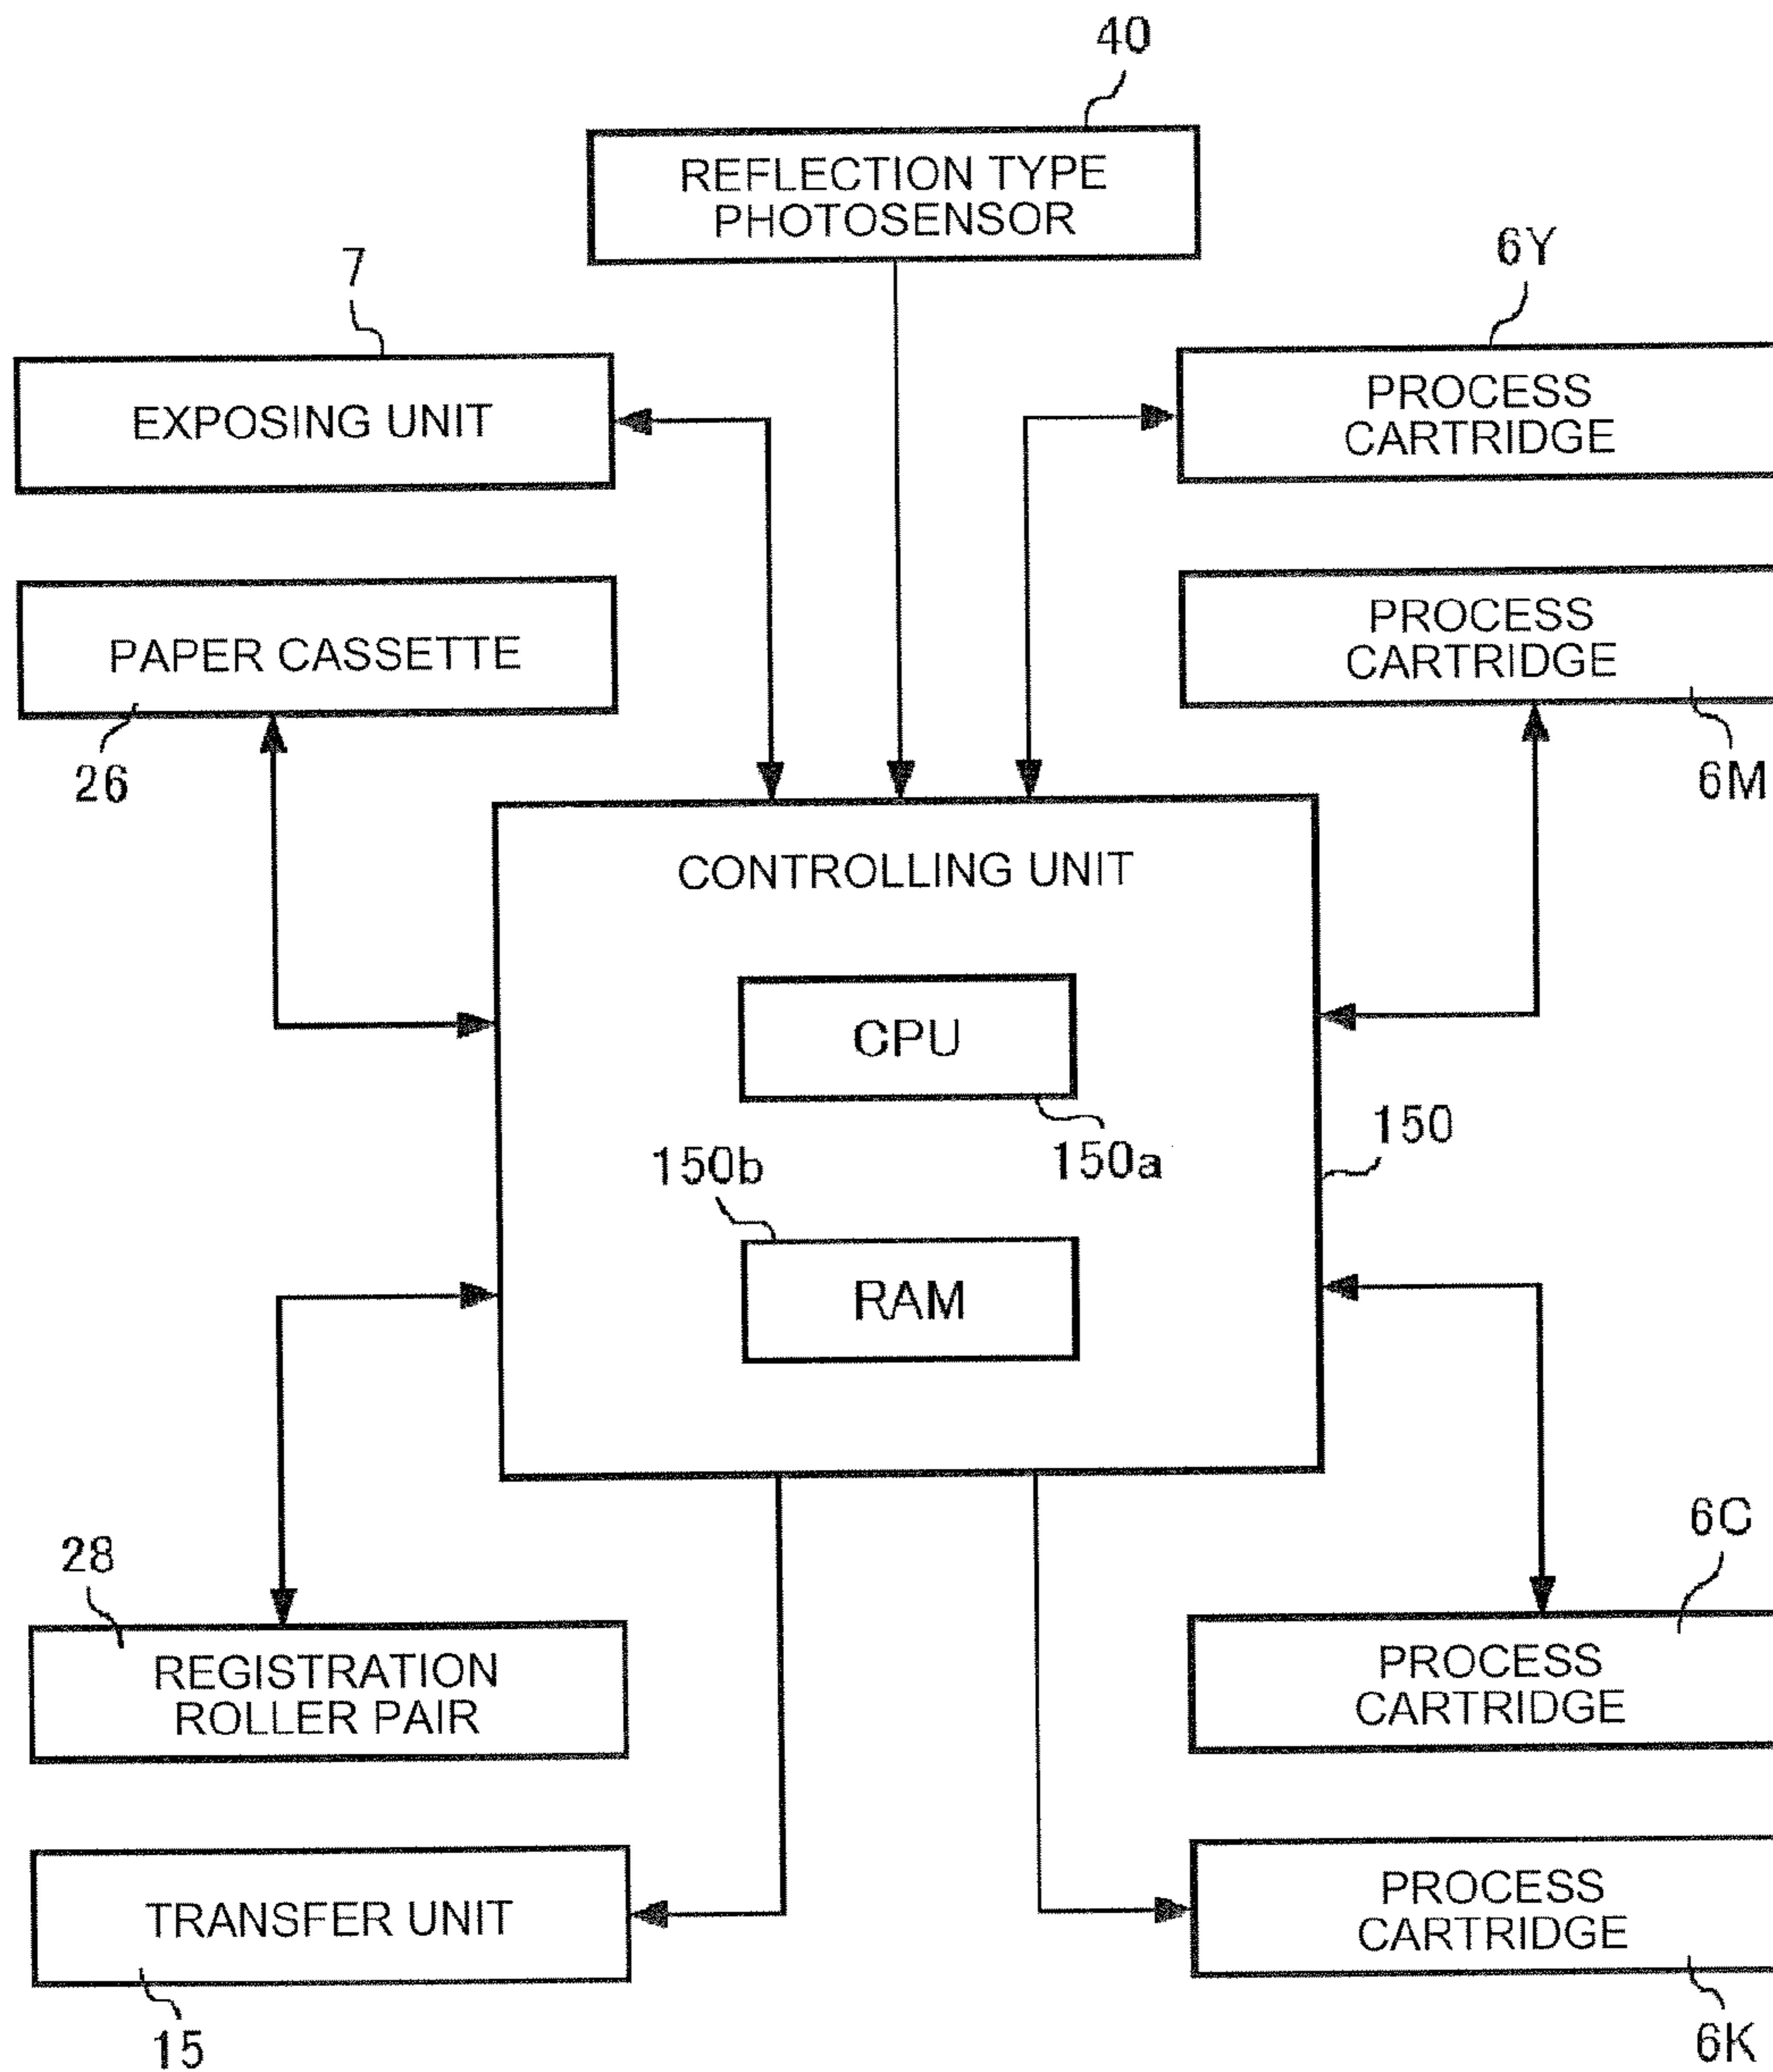 40
REFLECTION TYPE
PHOTOSENSOR
7
EXPOSING UNIT
6Y
PROCESS
CARTRIDGE
PAPER CASSETTE
26
PROCESS
CARTRIDGE
6M
CONTROLLING UNIT
CPU
150a
150
150b
RAM
28
REGISTRATION
ROLLER PAIR
6C
PROCESS
CARTRIDGE
TRANSFER UNIT
15
PROCESS
CARTRIDGE
6K